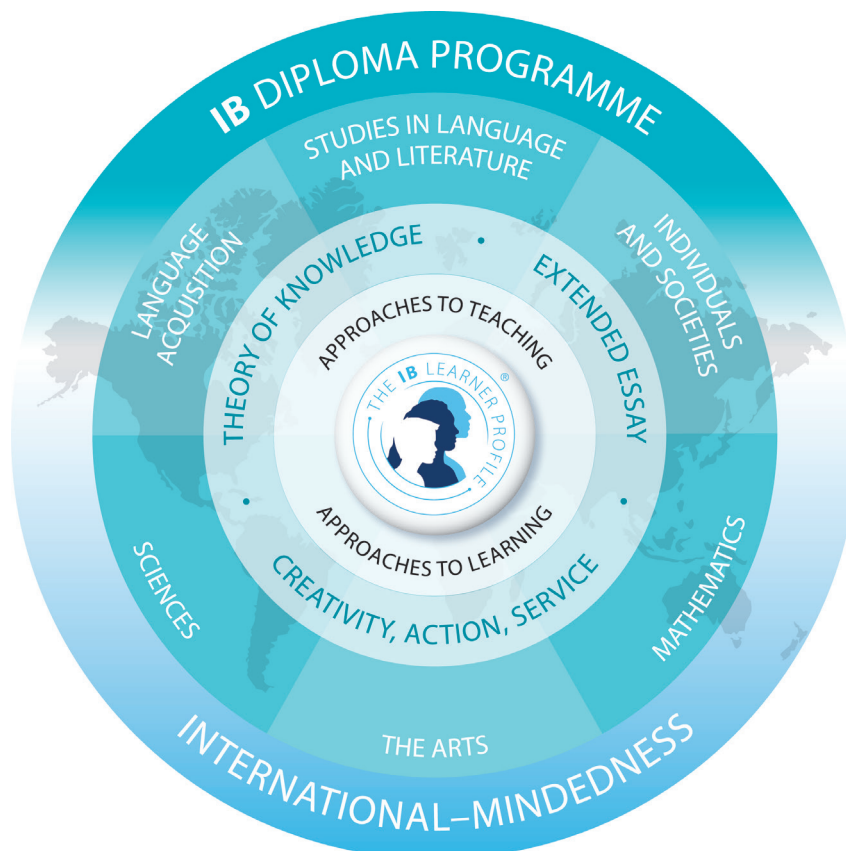 IB DIPLOMA PROGRAMME
STUDIES IN LANGUAGE
AND LITERATURE
LANGUAGE
ACQUISITION
INDIVIDUALS
AND SOCIETIES
THEORY OF KNOWLEDGE
•
EXTENDED ESSAY
APPROACHES TO TEACHING
• THE IB LEARNER PROFILE •
®
APPROACHES TO LEARNING
•
•
CREATIVITY, ACTION, SERVICE
SCIENCES
MATHEMATICS
THE ARTS
INTERNATIONAL–MINDEDNESS